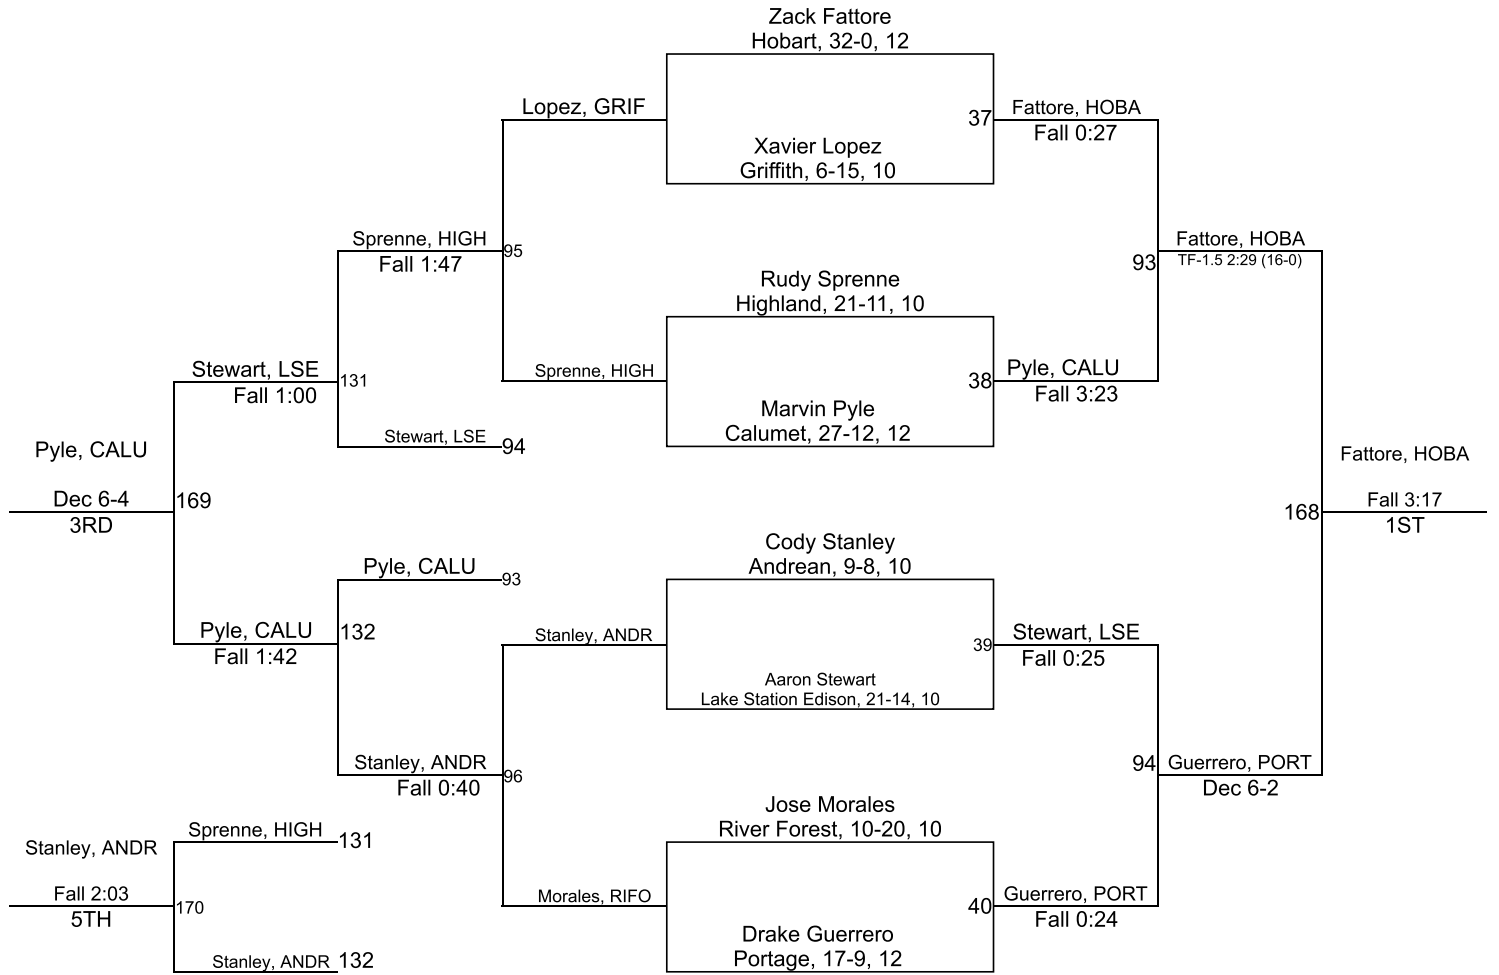 Zack Fattore
Hobart, 32-0, 12
Lopez, GRIF
37
Fattore, HOBA
Fall 0:27
Xavier Lopez
Griffith, 6-15, 10
Sprenne, HIGH
95
Fall 1:47
Fattore, HOBA
93
TF-1.5 2:29 (16-0)
Rudy Sprenne
Highland, 21-11, 10
Stewart, LSE
131
Fall 1:00
Sprenne, HIGH
38
Pyle, CALU
Fall 3:23
Marvin Pyle
Calumet, 27-12, 12
Stewart, LSE
94
Pyle, CALU
Dec 6-4
169
3RD
Fattore, HOBA
Fall 3:17
168
1ST
Cody Stanley
Andrean, 9-8, 10
Pyle, CALU
93
Pyle, CALU
132
Fall 1:42
Stanley, ANDR
39
Stewart, LSE
Fall 0:25
Aaron Stewart
Lake Station Edison, 21-14, 10
Stanley, ANDR
96
Fall 0:40
94
Guerrero, PORT
Dec 6-2
Jose Morales
River Forest, 10-20, 10
Sprenne, HIGH
131
Stanley, ANDR
Fall 2:03
170
5TH
Morales, RIFO
40
Guerrero, PORT
Fall 0:24
Drake Guerrero
Portage, 17-9, 12
Stanley, ANDR
132